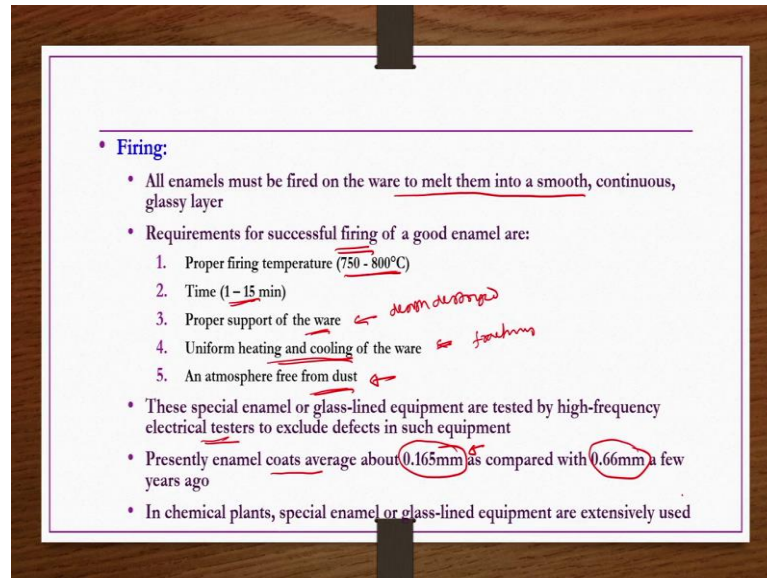 • Firing:
• All enamels must be fired on the ware to melt them into a smooth, continuous,
glassy layer
• Requirements for successful firing of a good enamel are:
1. Proper firing temperature (750 - 800°C)
2. Time (1 – 15 min)
3. Proper support of the ware
4. Uniform heating and cooling of the ware
5. An atmosphere free from dust
• These special enamel or glass-lined equipment are tested by high-frequency
electrical testers to exclude defects in such equipment
• Presently enamel coats average about 0.165mm as compared with 0.66mm a few
years ago
• In chemical plants, special enamel or glass-lined equipment are extensively used